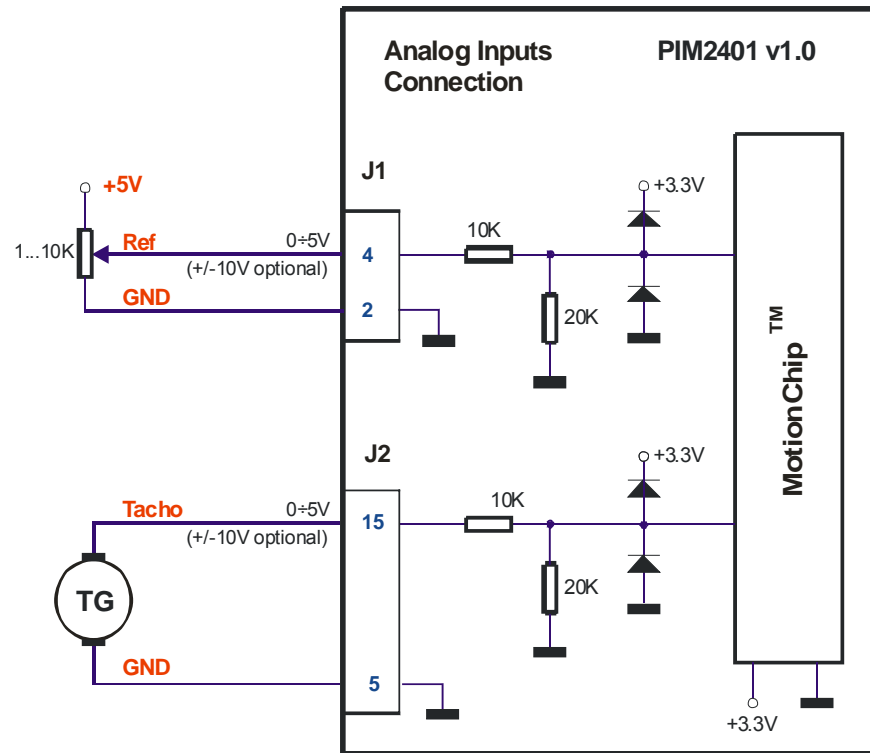 Analog Inputs
Connection
PIM2401 v1.0
J1
+5V
+3.3V
1...10K
Ref
0÷5V
(+/-10V optional)
4
10K
GND
2
20K
MotionChip™
J2
+3.3V
Tacho
0÷5V
(+/-10V optional)
15
10K
20K
TG
GND
5
+3.3V